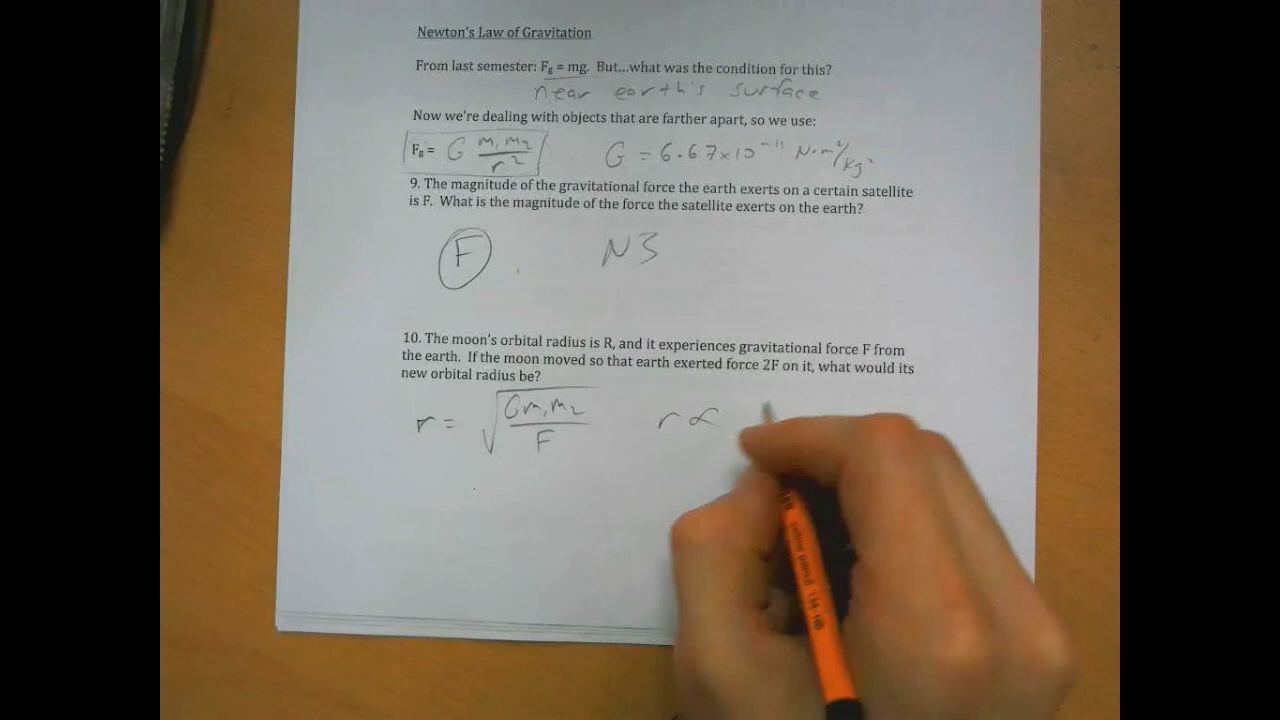 Newton's Law of Gravitation
From last semester: Fg = mg. But...what was the condition for this?
near earth's surface
Now we're dealing with objects that are farther apart, so we use:
Fg = G m₁m₂/r² G = 6.67×10⁻¹¹ N·m²/kg²
9. The magnitude of the gravitational force the earth exerts on a certain satellite
is F. What is the magnitude of the force the satellite exerts on the earth?
F N3
10. The moon's orbital radius is R, and it experiences gravitational force F from
the earth. If the moon moved so that earth exerted force 2F on it, what would its
new orbital radius be?
r = √(Gm₁m₂/F) r ∝